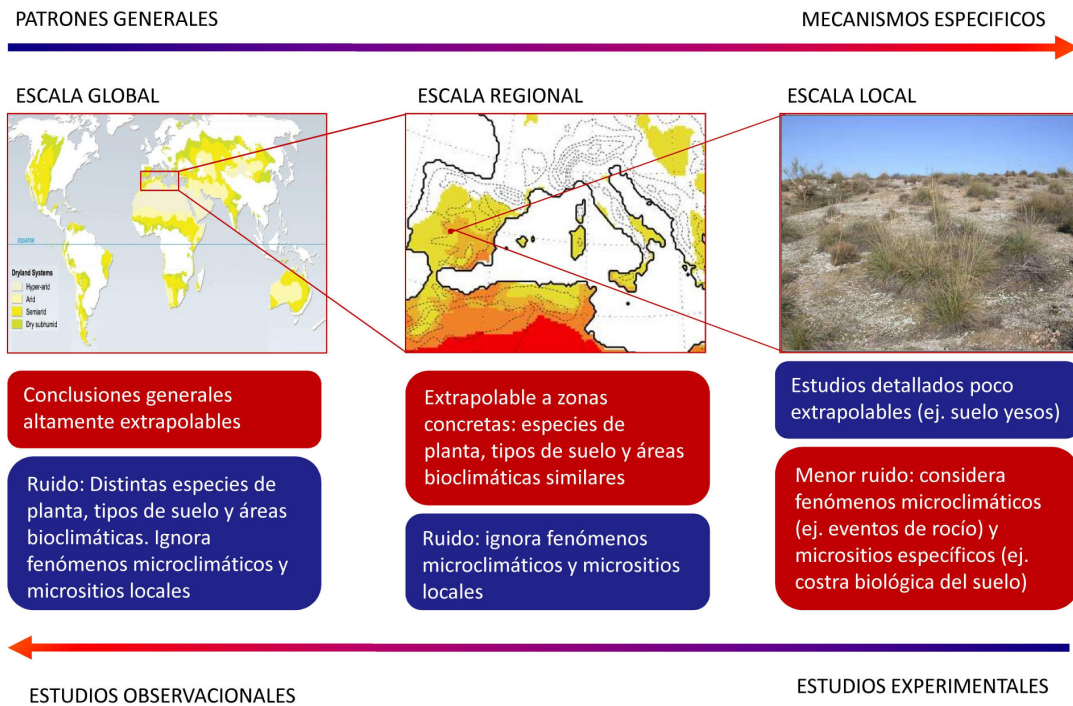 PATRONES GENERALES
MECANISMOS ESPECIFICOS
ESCALA GLOBAL
ESCALA REGIONAL
ESCALA LOCAL
EQUATOR
Dryland Systems
Hyper-arid
Arid
Semiarid
Dry subhumid
Conclusiones generales
altamente extrapolables
Ruido: Distintas especies de
planta, tipos de suelo y áreas
bioclimáticas. Ignora
fenómenos microclimáticos y
micrositios locales
Extrapolable a zonas
concretas: especies de
planta, tipos de suelo y áreas
bioclimáticas similares
Ruido: ignora fenómenos
microclimáticos y micrositios
locales
Estudios detallados poco
extrapolables (ej. suelo yesos)
Menor ruido: considera
fenómenos microclimáticos
(ej. eventos de rocío) y
micrositios específicos (ej.
costra biológica del suelo)
ESTUDIOS OBSERVACIONALES
ESTUDIOS EXPERIMENTALES